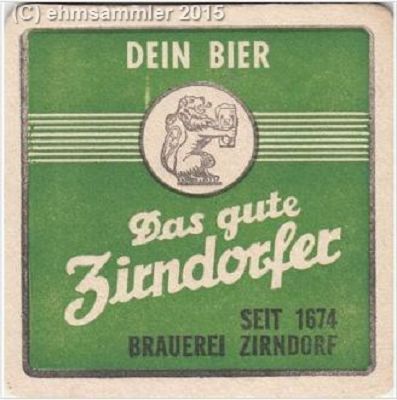 (C) ehmsammler 2015
DEIN BIER
Das gute
Zirndorfer
SEIT 1674
BRAUEREI ZIRNDORF